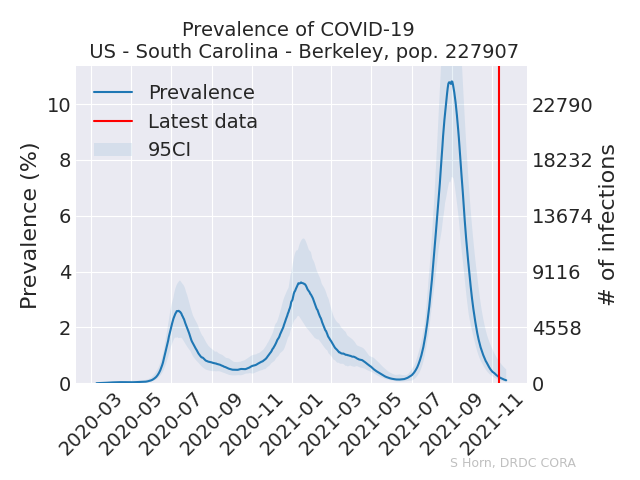 Prevalence of COVID-19
US - South Carolina - Berkeley, pop. 227907
Prevalence
Latest data
95CI
Prevalence (%)
10
8
6
4
2
0
22790
18232
13674
9116
4558
0
# of infections
2020-03
2020-05
2020-07
2020-09
2020-11
2021-01
2021-03
2021-05
2021-07
2021-09
2021-11
S Horn, DRDC CORA